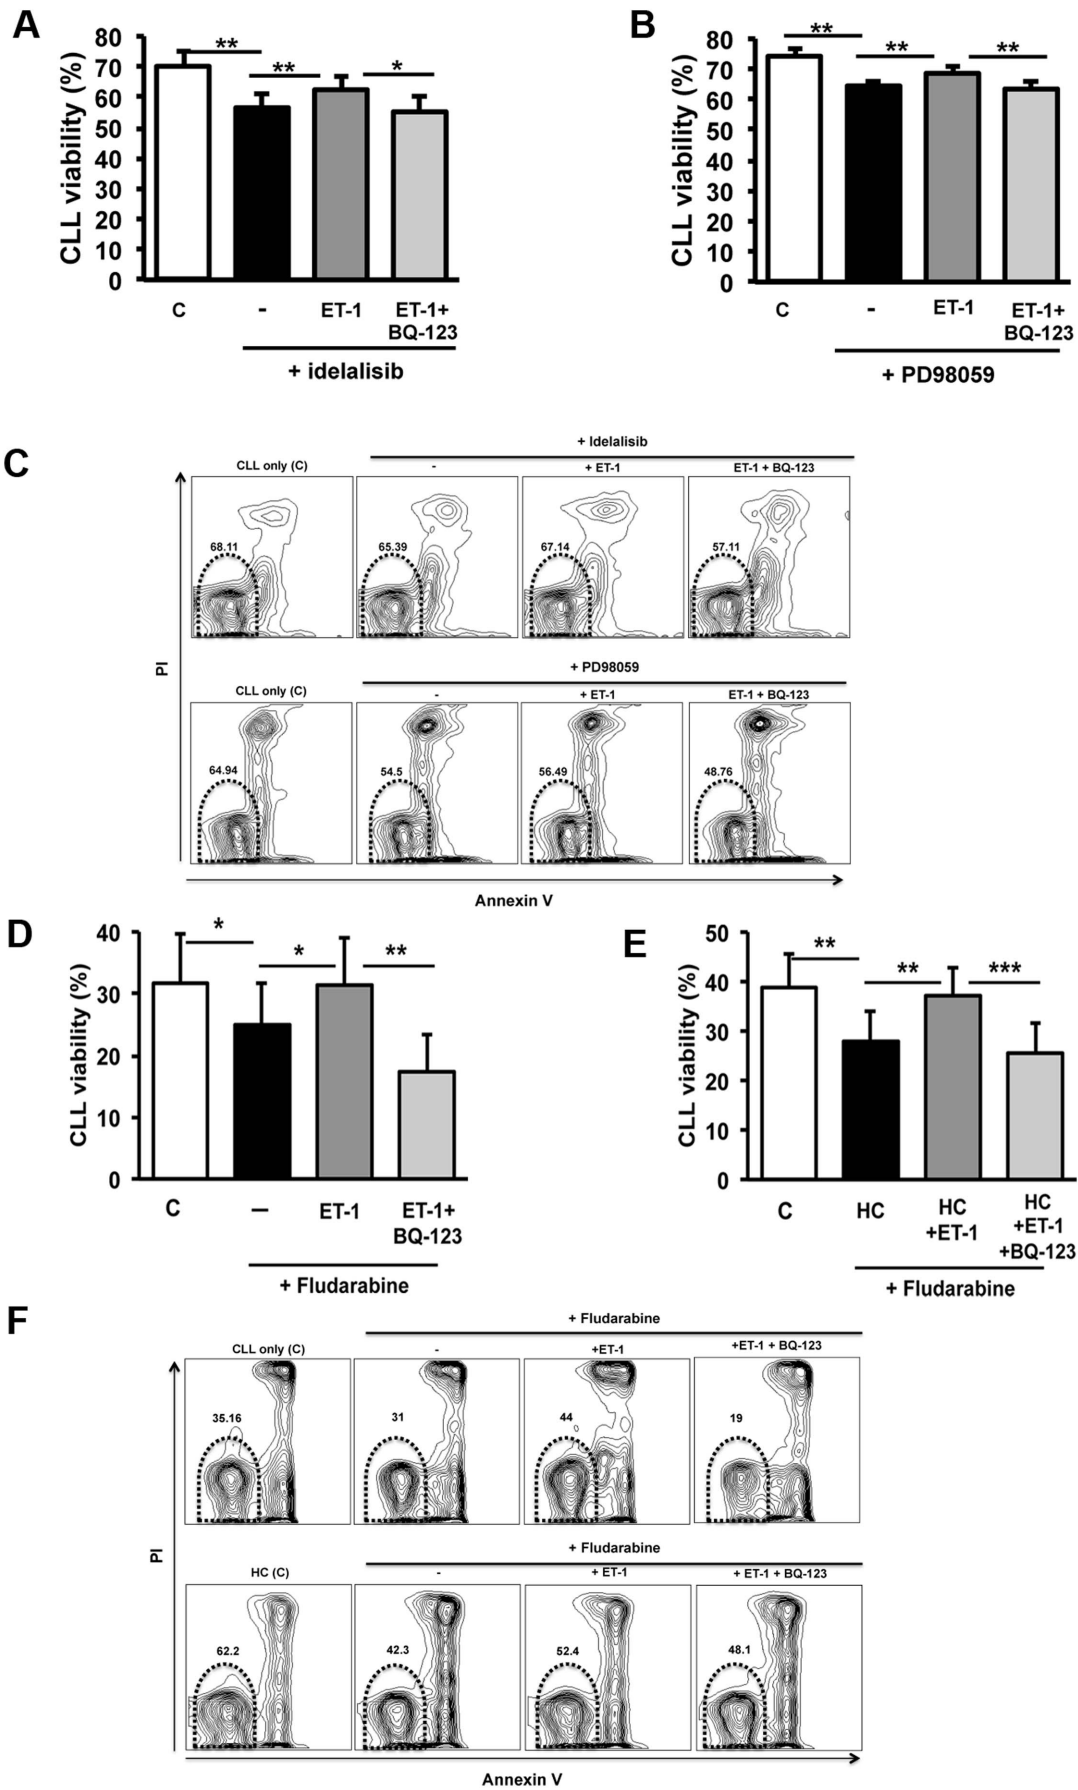 A
CLL viability (%)
80
70
60
50
40
30
20
10
0
**
**
*
C
-
ET-1
ET-1+
BQ-123
+ idelalisib
B
CLL viability (%)
80
70
60
50
40
30
20
10
0
**
**
**
C
-
ET-1
ET-1+
BQ-123
+ PD98059
C
+ Idelalisib
CLL only (C)
-
+ ET-1
ET-1 + BQ-123
68.11
65.39
67.14
57.11
PI
+ PD98059
CLL only (C)
-
+ ET-1
ET-1 + BQ-123
64.94
54.5
56.49
48.76
Annexin V
D
CLL viability (%)
40
30
20
10
0
*
*
**
C
–
ET-1
ET-1+
BQ-123
+ Fludarabine
E
CLL viability (%)
50
40
30
20
10
0
**
**
***
C
HC
HC
+ET-1
HC
+ET-1
+BQ-123
+ Fludarabine
F
+ Fludarabine
CLL only (C)
-
+ET-1
+ET-1 + BQ-123
35.16
31
44
19
PI
+ Fludarabine
HC (C)
-
+ ET-1
+ ET-1 + BQ-123
62.2
42.3
52.4
48.1
Annexin V